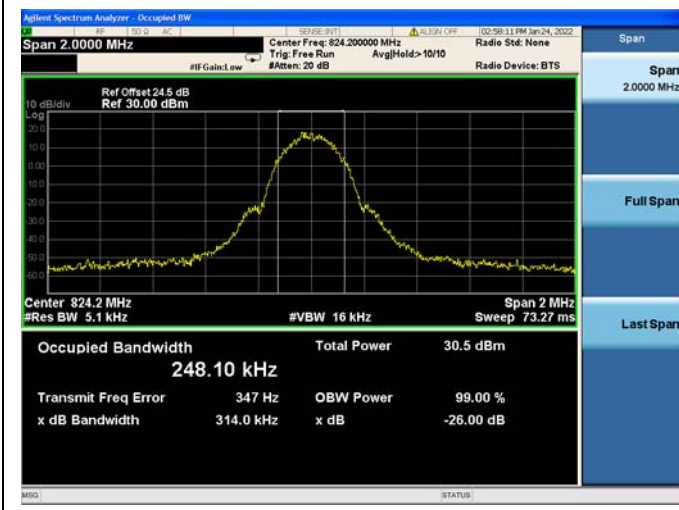 Agilent Spectrum Analyzer - Occupied BW
RF 50 Ω AC SENSE:INT ALIGN OFF 02:58:11 PM Jan 24, 2022
Span 2.0000 MHz
Center Freq: 824.200000 MHz
Radio Std: None
Trig: Free Run Avg|Hold:>10/10
#IFGain:Low #Atten: 20 dB Radio Device: BTS
Span
Span
2.0000 MHz
Full Span
Last Span
Ref Offset 24.5 dB
10 dB/div Ref 30.00 dBm
Log
20.0
10.0
0.00
-10.0
-20.0
-30.0
-40.0
-50.0
-60.0
Center 824.2 MHz Span 2 MHz
#Res BW 5.1 kHz #VBW 16 kHz Sweep 73.27 ms
Occupied Bandwidth Total Power 30.5 dBm
248.10 kHz
Transmit Freq Error 347 Hz OBW Power 99.00 %
x dB Bandwidth 314.0 kHz x dB -26.00 dB
MSG STATUS